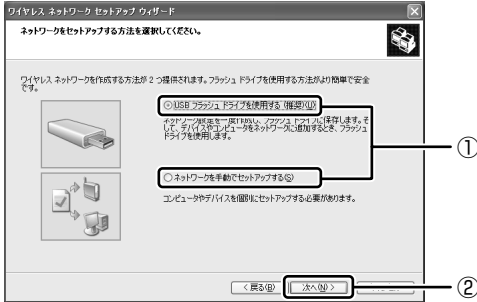 ワイヤレス ネットワーク セットアップ ウィザード
ネットワークをセットアップする方法を選択してください。
ワイヤレス ネットワークを作成する方法が 2 つ提供されます。フラッシュ ドライブを使用する方法がより簡単で安全
です。
USB フラッシュ ドライブを使用する (推奨)(U)
ネットワーク設定を一度作成し、フラッシュ ドライブに保存します。そ
して、デバイスやコンピュータをネットワークに追加するとき、フラッシュ
ドライブを使用します。
①
ネットワークを手動でセットアップする(S)
コンピュータやデバイスを個別にセットアップする必要があります。
< 戻る(B)
次へ(N) >
②